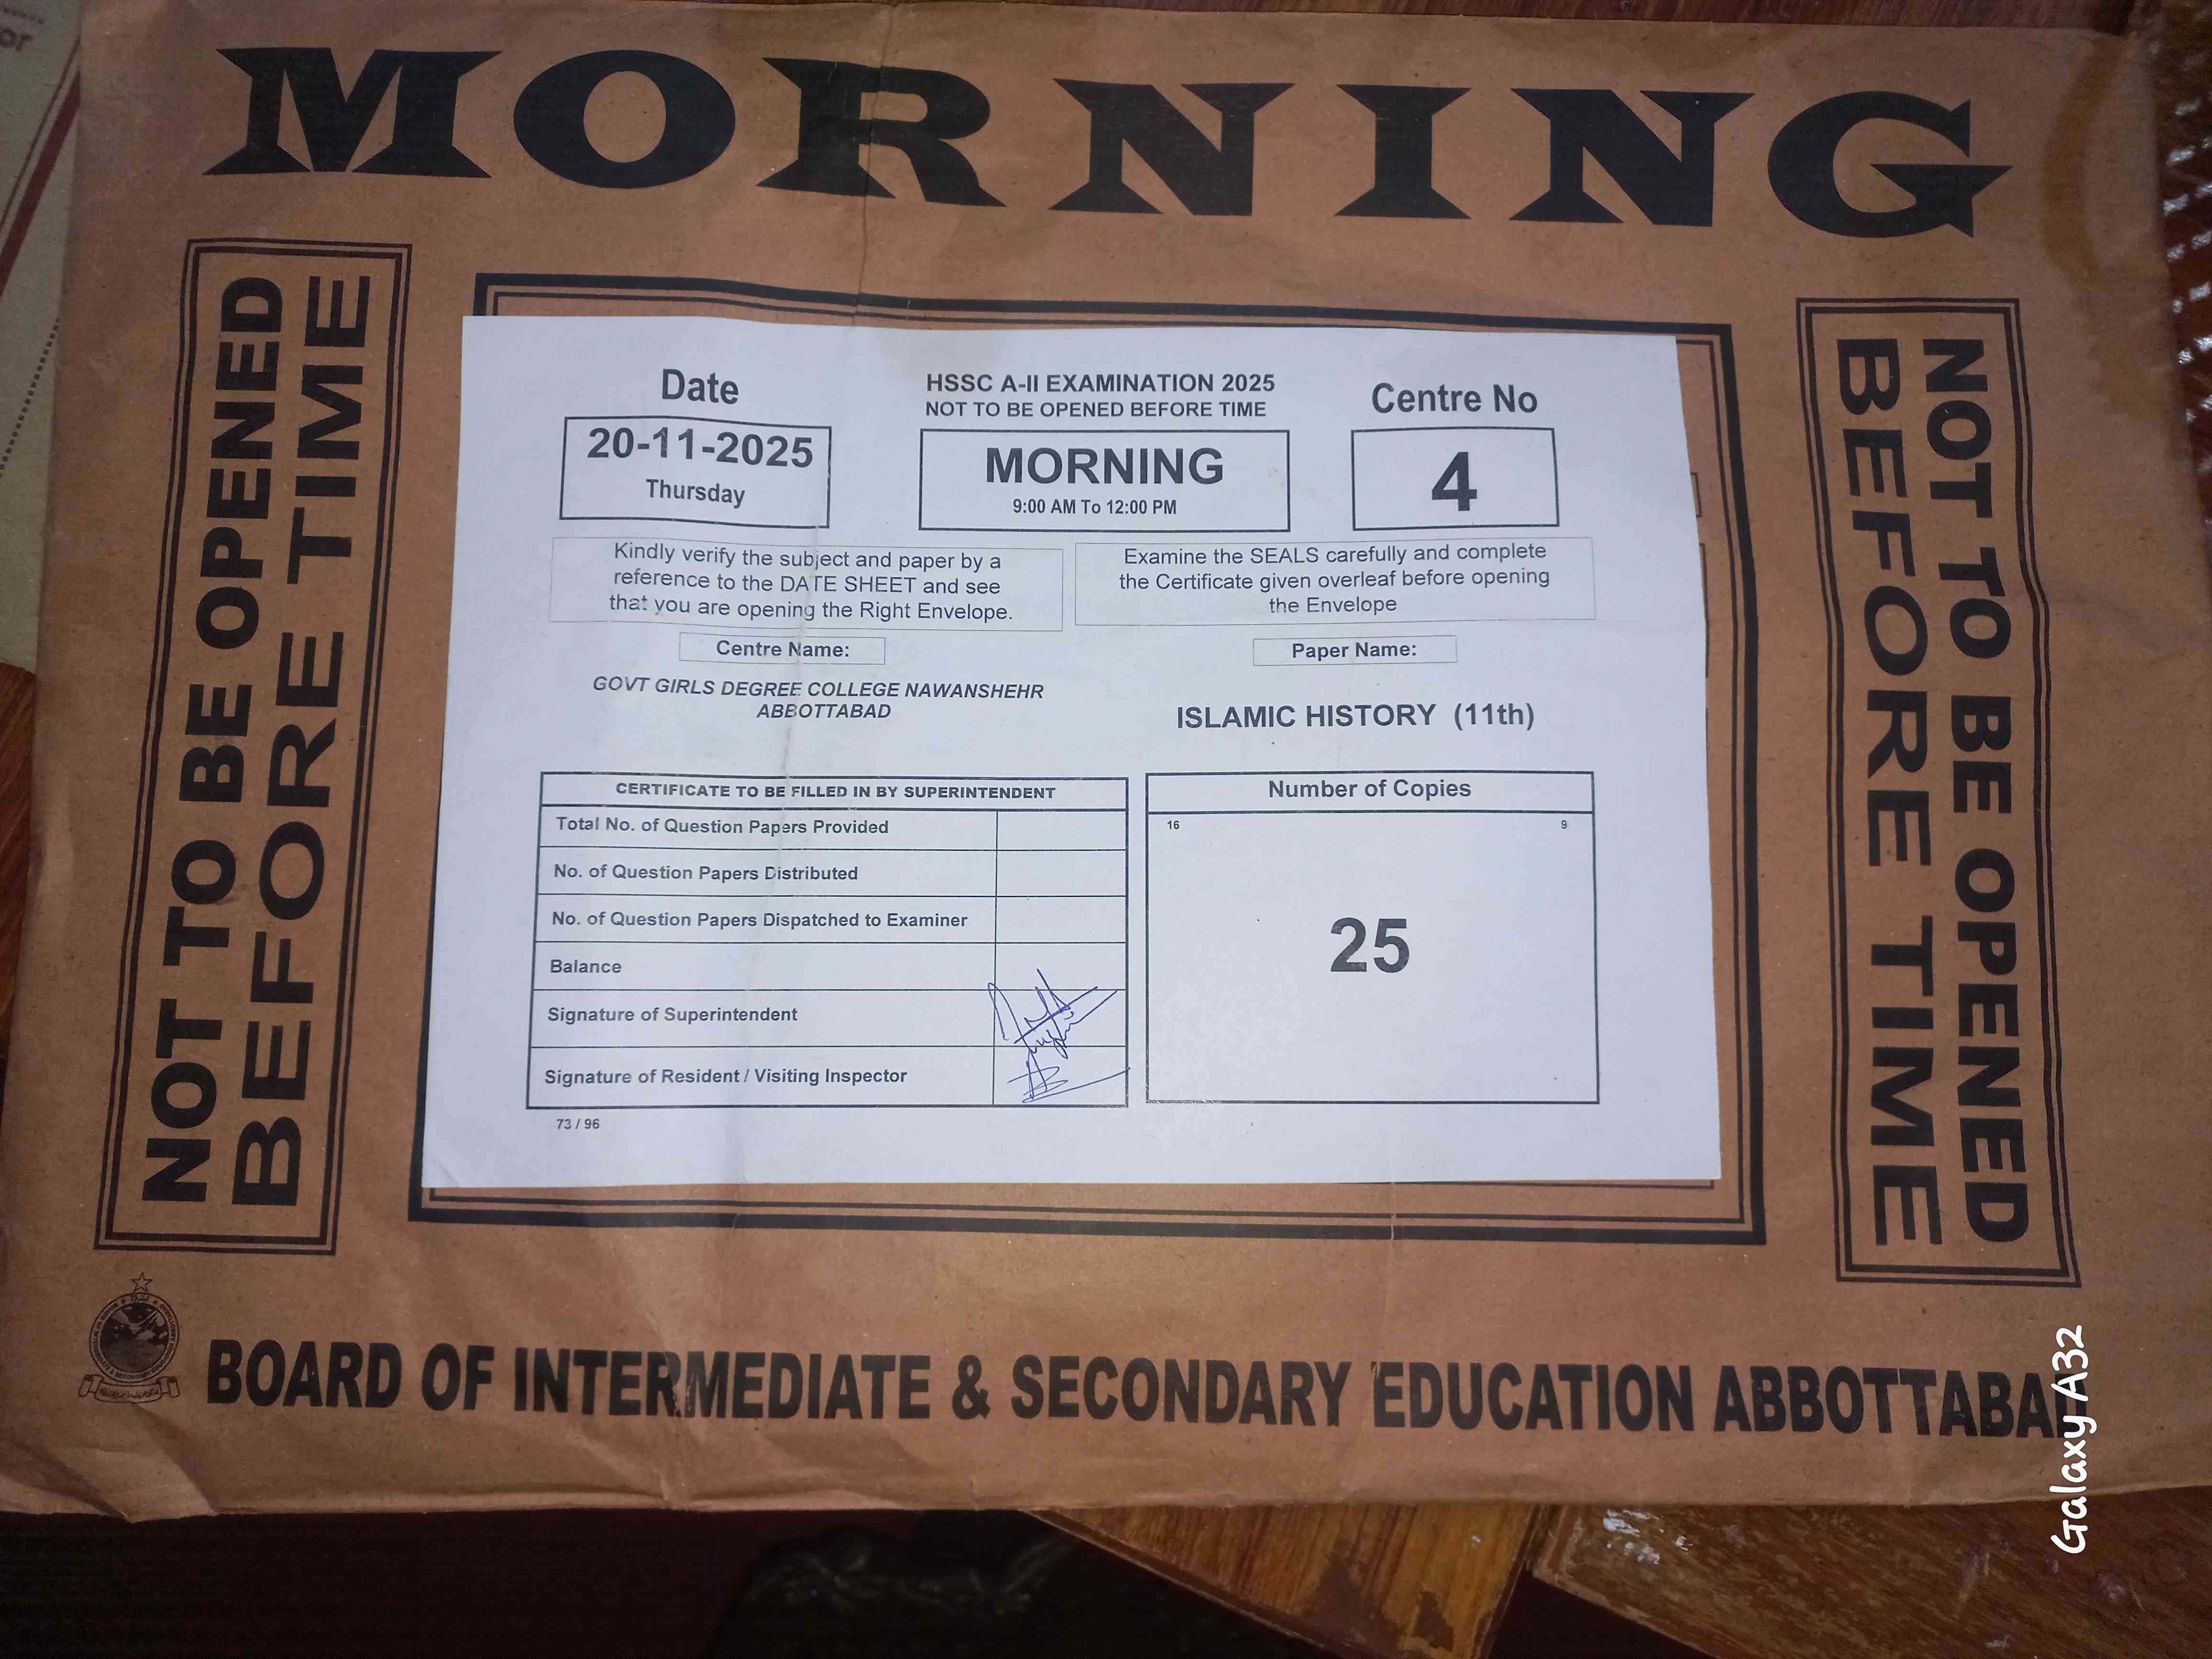 MORNING
NOT TO BE OPENED
BEFORE TIME
Date
20-11-2025
Thursday
HSSC A-II EXAMINATION 2025
NOT TO BE OPENED BEFORE TIME
MORNING
9:00 AM To 12:00 PM
Centre No
4
Kindly verify the subject and paper by a
reference to the DATE SHEET and see
that you are opening the Right Envelope.
Examine the SEALS carefully and complete
the Certificate given overleaf before opening
the Envelope
Centre Name:
GOVT GIRLS DEGREE COLLEGE NAWANSHEHR
ABBOTTABAD
Paper Name:
ISLAMIC HISTORY (11th)
CERTIFICATE TO BE FILLED IN BY SUPERINTENDENT
Total No. of Question Papers Provided
No. of Question Papers Distributed
No. of Question Papers Dispatched to Examiner
Balance
Signature of Superintendent
Signature of Resident / Visiting Inspector
73 / 96
Number of Copies
16 9
25
NOT TO BE OPENED
BEFORE TIME
BOARD OF INTERMEDIATE & SECONDARY EDUCATION ABBOTTABAD
Galaxy A32